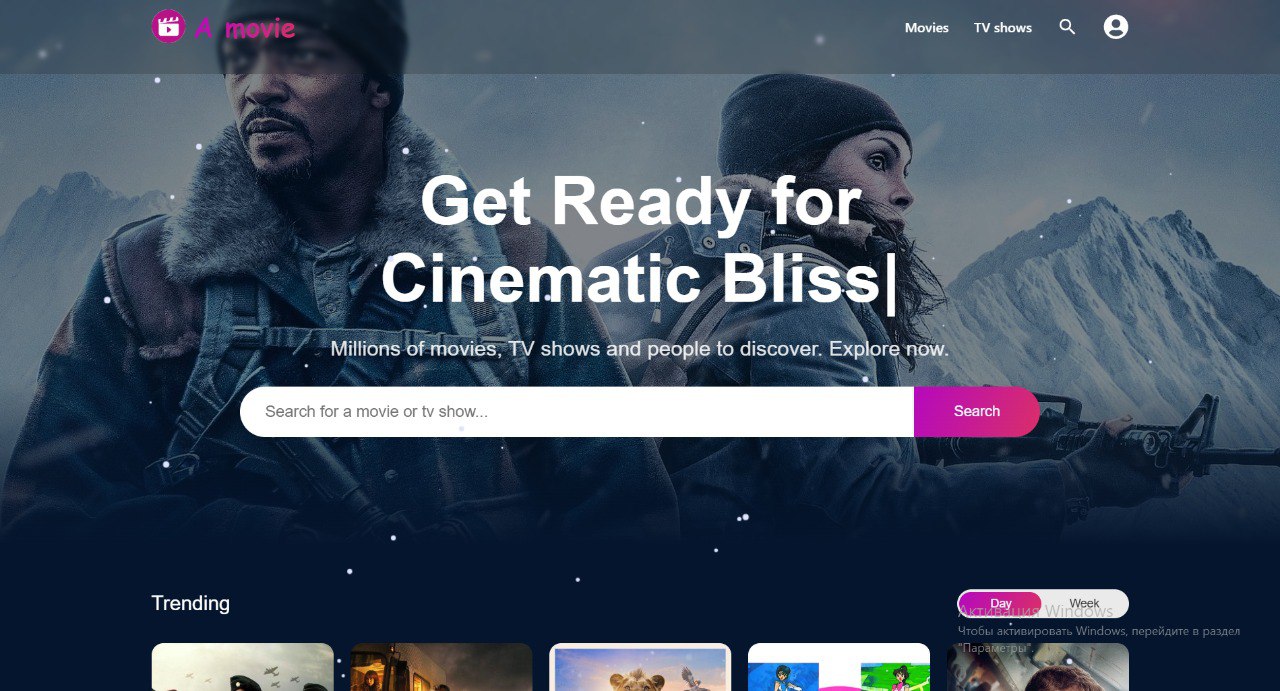 A movie
Movies
TV shows
Get Ready for
Cinematic Bliss|
Millions of movies, TV shows and people to discover. Explore now.
Search for a movie or tv show...
Search
Trending
Day
Week
Активация Windows
Чтобы активировать Windows, перейдите в раздел
"Параметры".